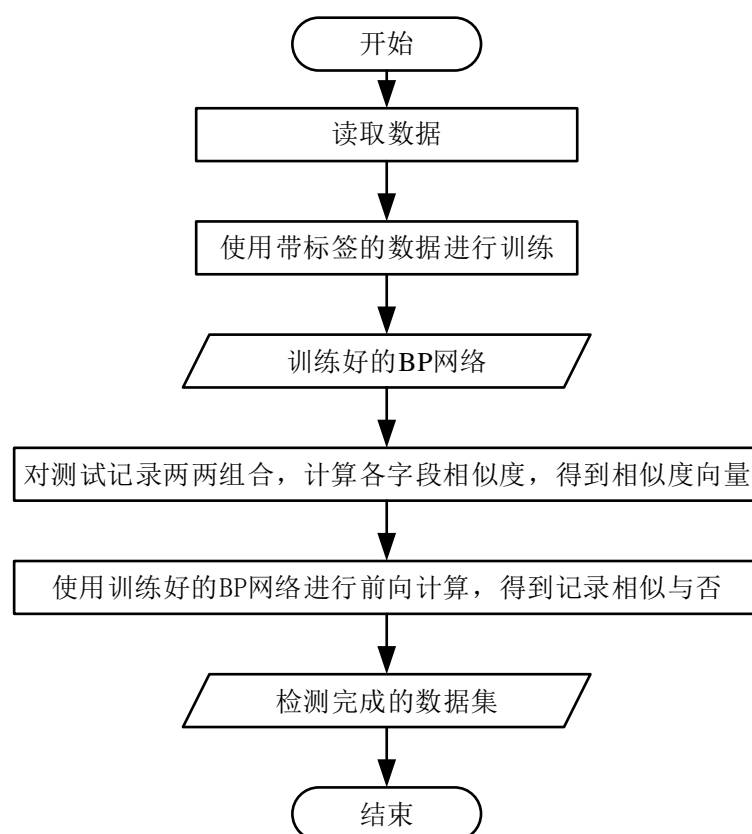 开始
读取数据
使用带标签的数据进行训练
训练好的BP网络
对测试记录两两组合，计算各字段相似度，得到相似度向量
使用训练好的BP网络进行前向计算，得到记录相似与否
检测完成的数据集
结束